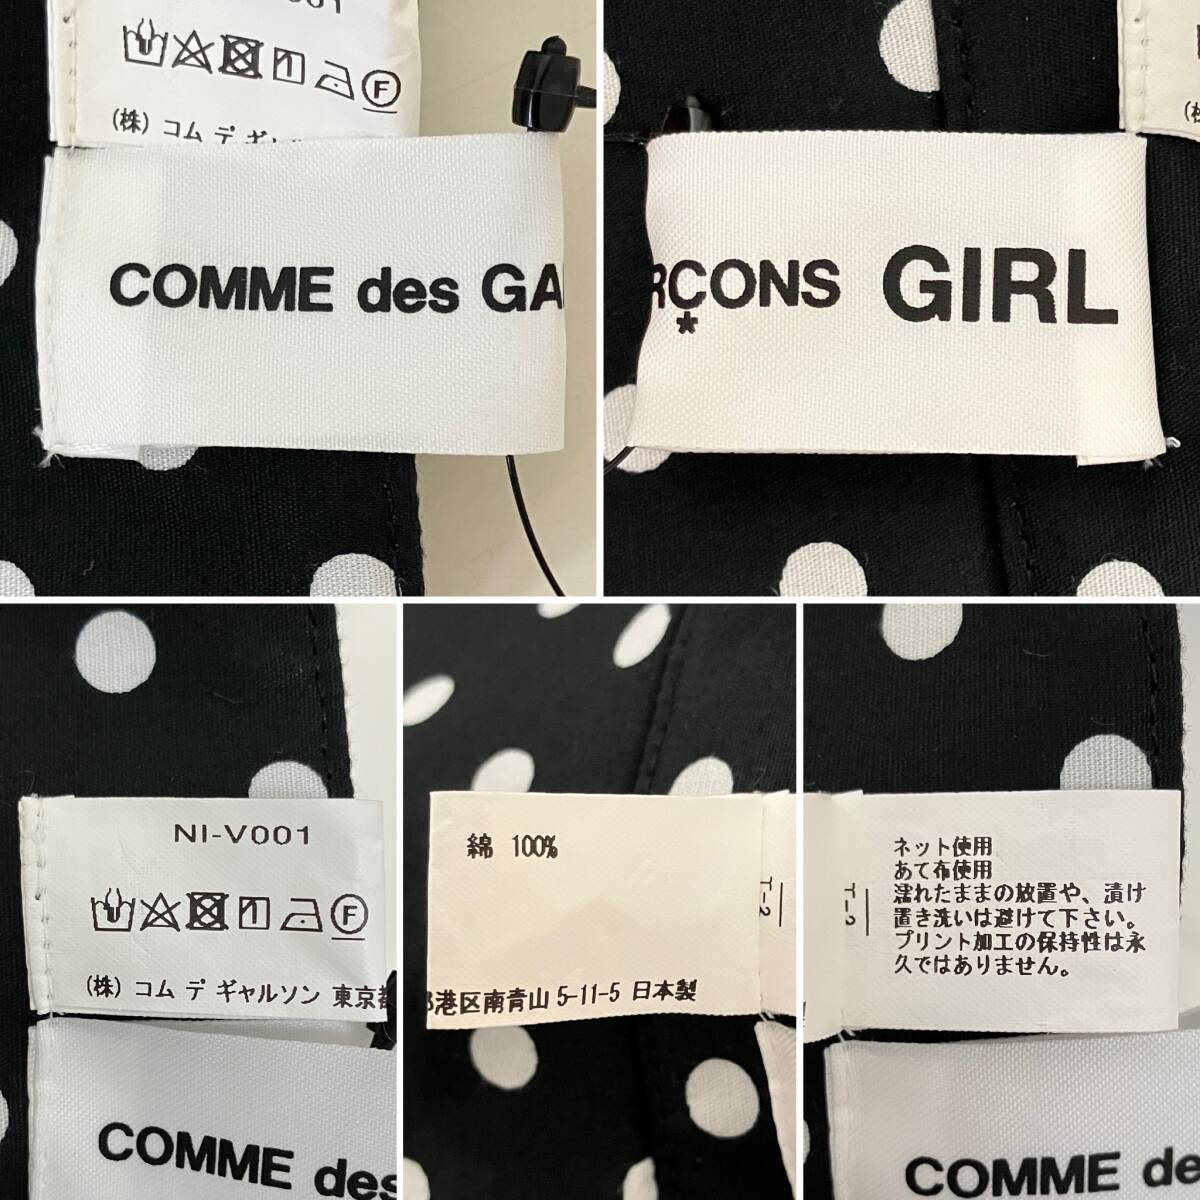 001
F
(株) コム デ ギャル
COMME des GA
RÇONS GIRL
*
NI-V001
F
(株) コム デ ギャルソン 東京都
COMME des
綿 100%
T-2
港区南青山 5-11-5 日本製
T-2
ネット使用
あて布使用
濡れたままの放置や、漬け
置き洗いは避けて下さい。
プリント加工の保持性は永
久ではありません。
COMME de